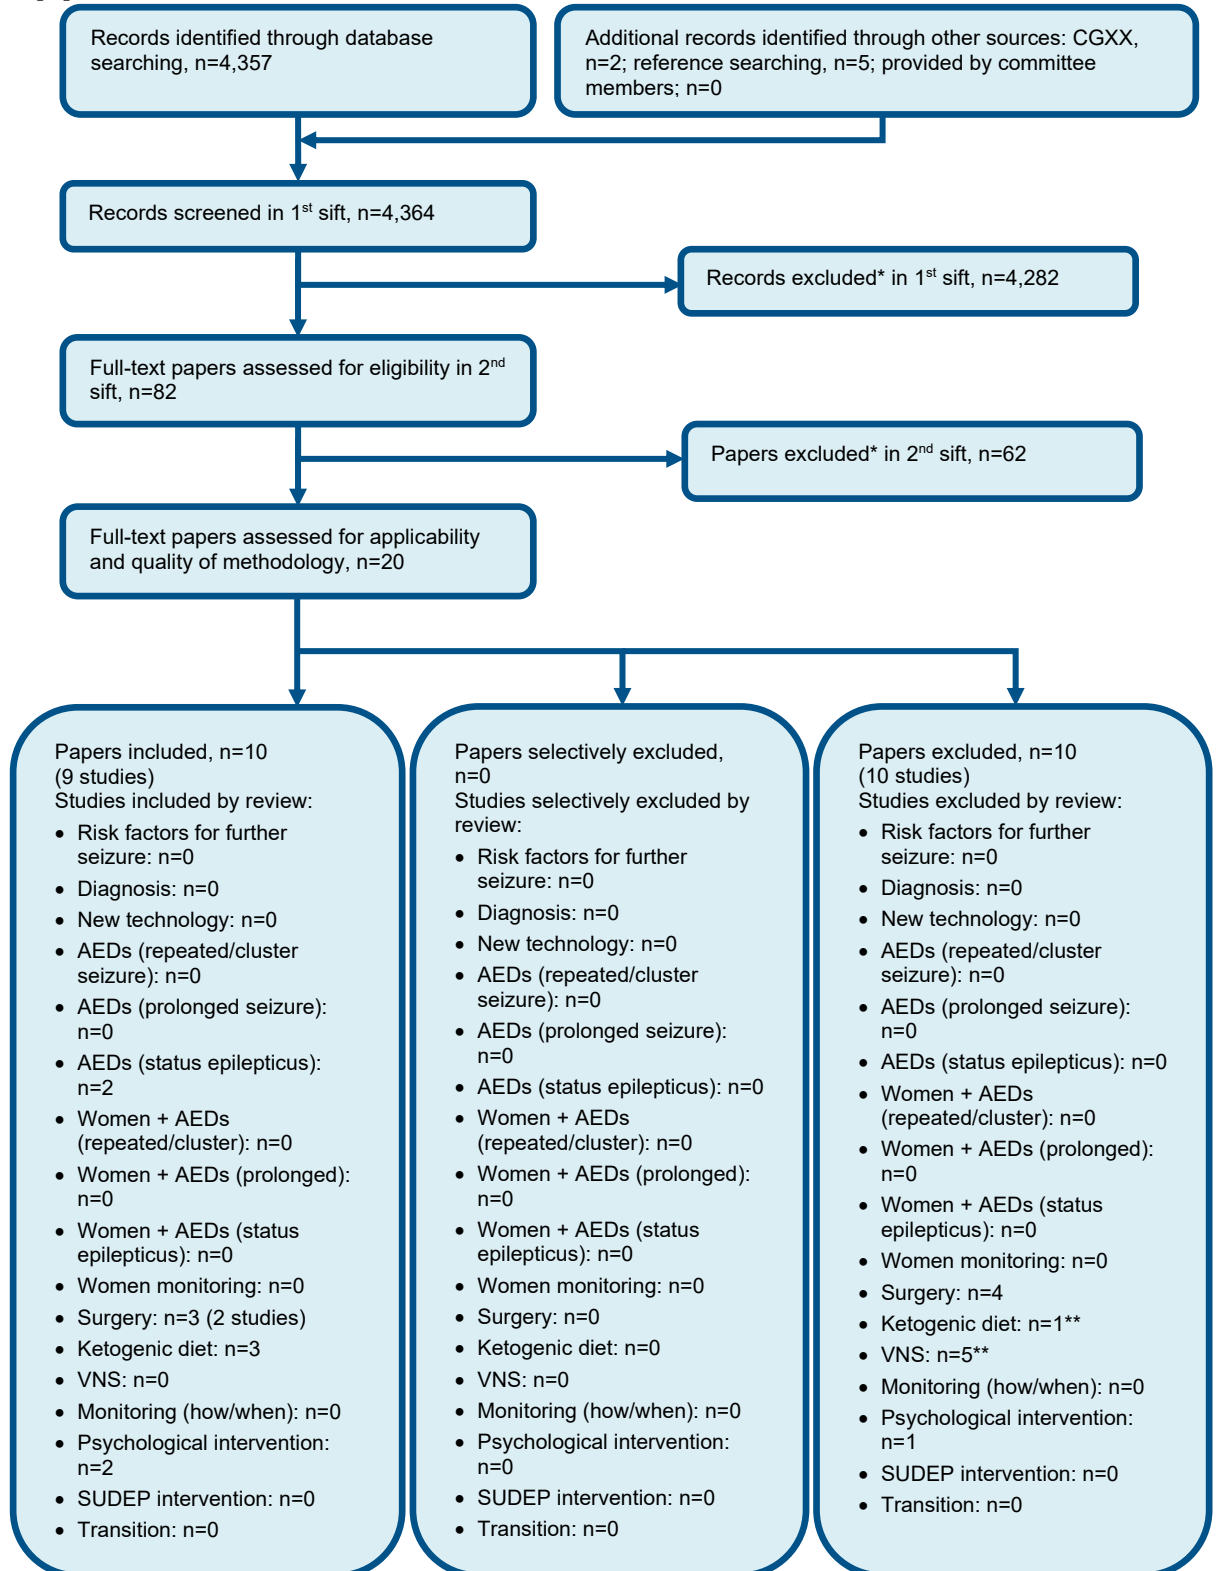 Records identified through database
searching, n=4,357
Additional records identified through other sources: CGXX,
n=2; reference searching, n=5; provided by committee
members; n=0
Records screened in 1st sift, n=4,364
Records excluded* in 1st sift, n=4,282
Full-text papers assessed for eligibility in 2nd
sift, n=82
Papers excluded* in 2nd sift, n=62
Full-text papers assessed for applicability
and quality of methodology, n=20
Papers included, n=10
(9 studies)
Studies included by review:
• Risk factors for further
seizure: n=0
• Diagnosis: n=0
• New technology: n=0
• AEDs (repeated/cluster
seizure): n=0
• AEDs (prolonged seizure):
n=0
• AEDs (status epilepticus):
n=2
• Women + AEDs
(repeated/cluster): n=0
• Women + AEDs (prolonged):
n=0
• Women + AEDs (status
epilepticus): n=0
• Women monitoring: n=0
• Surgery: n=3 (2 studies)
• Ketogenic diet: n=3
• VNS: n=0
• Monitoring (how/when): n=0
• Psychological intervention:
n=2
• SUDEP intervention: n=0
• Transition: n=0
Papers selectively excluded,
n=0
Studies selectively excluded by
review:
• Risk factors for further
seizure: n=0
• Diagnosis: n=0
• New technology: n=0
• AEDs (repeated/cluster
seizure): n=0
• AEDs (prolonged seizure):
n=0
• AEDs (status epilepticus): n=0
• Women + AEDs
(repeated/cluster): n=0
• Women + AEDs (prolonged):
n=0
• Women + AEDs (status
epilepticus): n=0
• Women monitoring: n=0
• Surgery: n=0
• Ketogenic diet: n=0
• VNS: n=0
• Monitoring (how/when): n=0
• Psychological intervention:
n=0
• SUDEP intervention: n=0
• Transition: n=0
Papers excluded, n=10
(10 studies)
Studies excluded by review:
• Risk factors for further
seizure: n=0
• Diagnosis: n=0
• New technology: n=0
• AEDs (repeated/cluster
seizure): n=0
• AEDs (prolonged seizure):
n=0
• AEDs (status epilepticus): n=0
• Women + AEDs
(repeated/cluster): n=0
• Women + AEDs (prolonged):
n=0
• Women + AEDs (status
epilepticus): n=0
• Women monitoring: n=0
• Surgery: n=4
• Ketogenic diet: n=1**
• VNS: n=5**
• Monitoring (how/when): n=0
• Psychological intervention:
n=1
• SUDEP intervention: n=0
• Transition: n=0